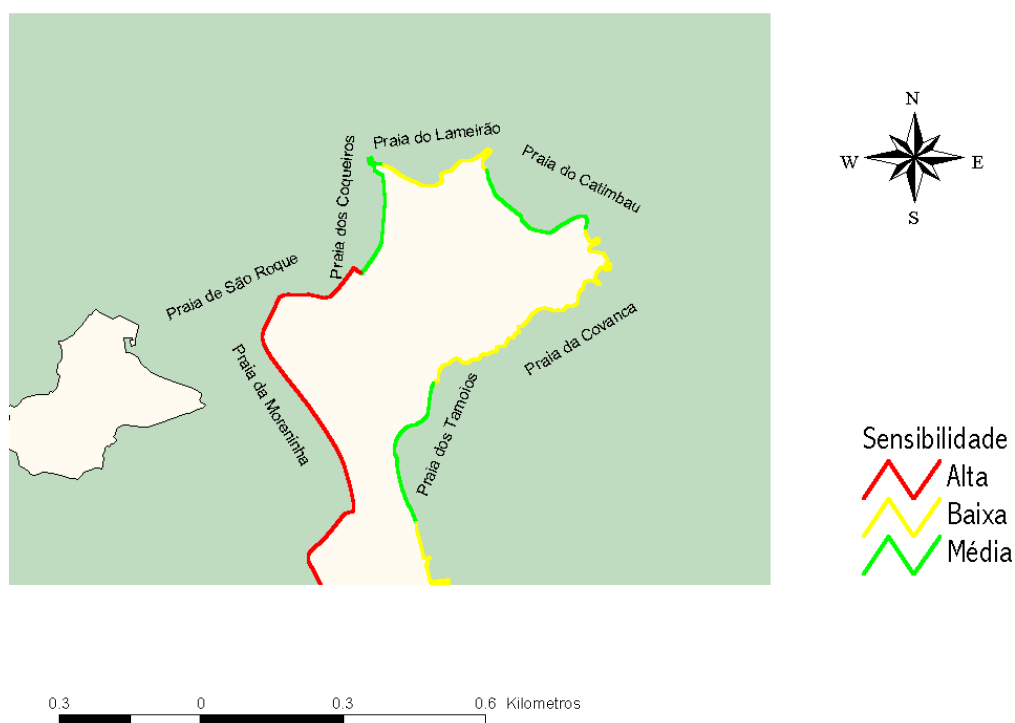 Praia do Lameirão
Praia do Catimbau
Praia dos Coqueiros
Praia de São Roque
Praia da Covanca
Praia da Moreninha
Praia dos Tamoios
N
W
E
S
Sensibilidade
Alta
Baixa
Média
0.3 0 0.3 0.6 Kilometros